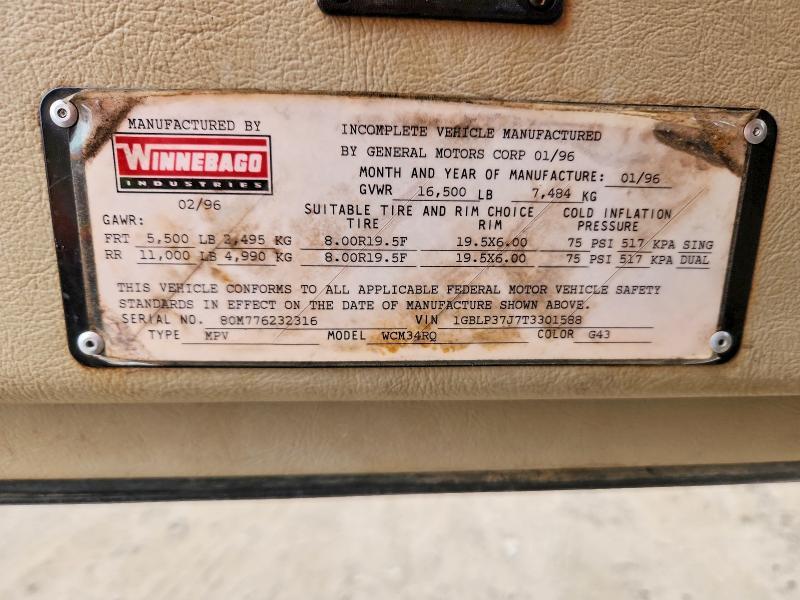 MANUFACTURED BY
WINNEBAGO
INDUSTRIES
02/96
INCOMPLETE VEHICLE MANUFACTURED
BY GENERAL MOTORS CORP 01/96
MONTH AND YEAR OF MANUFACTURE: 01/96
GVWR 16,500 LB 7,484 KG
GAWR: SUITABLE TIRE AND RIM CHOICE COLD INFLATION
TIRE RIM PRESSURE
FRT 5,500 LB 2,495 KG 8.00R19.5F 19.5X6.00 75 PSI 517 KPA SING
RR 11,000 LB 4,990 KG 8.00R19.5F 19.5X6.00 75 PSI 517 KPA DUAL
THIS VEHICLE CONFORMS TO ALL APPLICABLE FEDERAL MOTOR VEHICLE SAFETY
STANDARDS IN EFFECT ON THE DATE OF MANUFACTURE SHOWN ABOVE.
SERIAL NO. 80M776232316 VIN 1GBLP37J7T3301588
TYPE MPV MODEL WCM34RQ COLOR G43